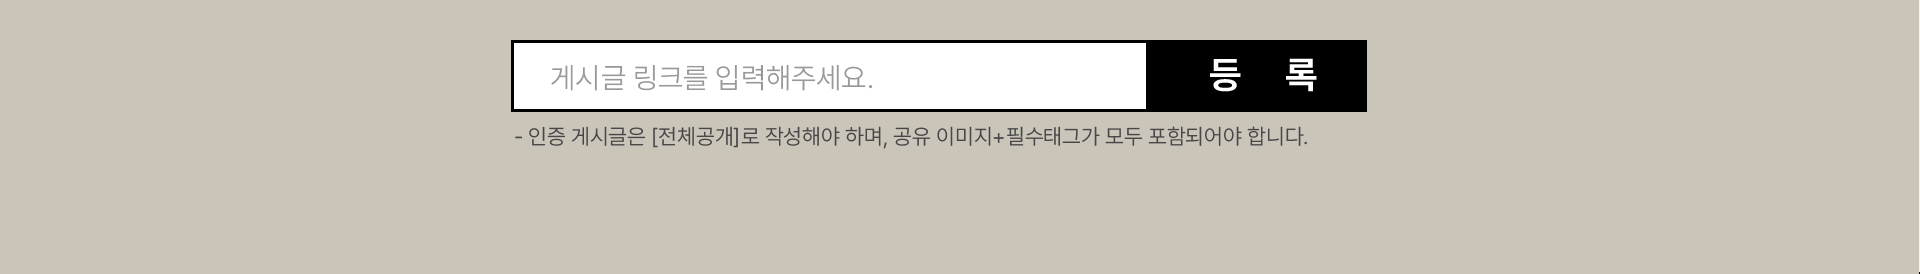 게시글 링크를 입력해주세요.
등 록
- 인증 게시글은 [전체공개]로 작성해야 하며, 공유 이미지+필수태그가 모두 포함되어야 합니다.